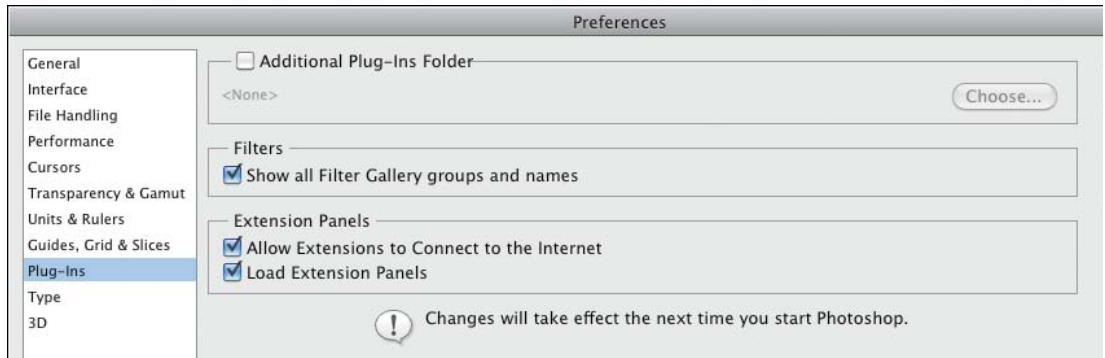 Preferences
General
Interface
File Handling
Performance
Cursors
Transparency & Gamut
Units & Rulers
Guides, Grid & Slices
Plug-Ins
Type
3D
Additional Plug-Ins Folder
<None>
Choose...
Filters
Show all Filter Gallery groups and names
Extension Panels
Allow Extensions to Connect to the Internet
Load Extension Panels
Changes will take effect the next time you start Photoshop.